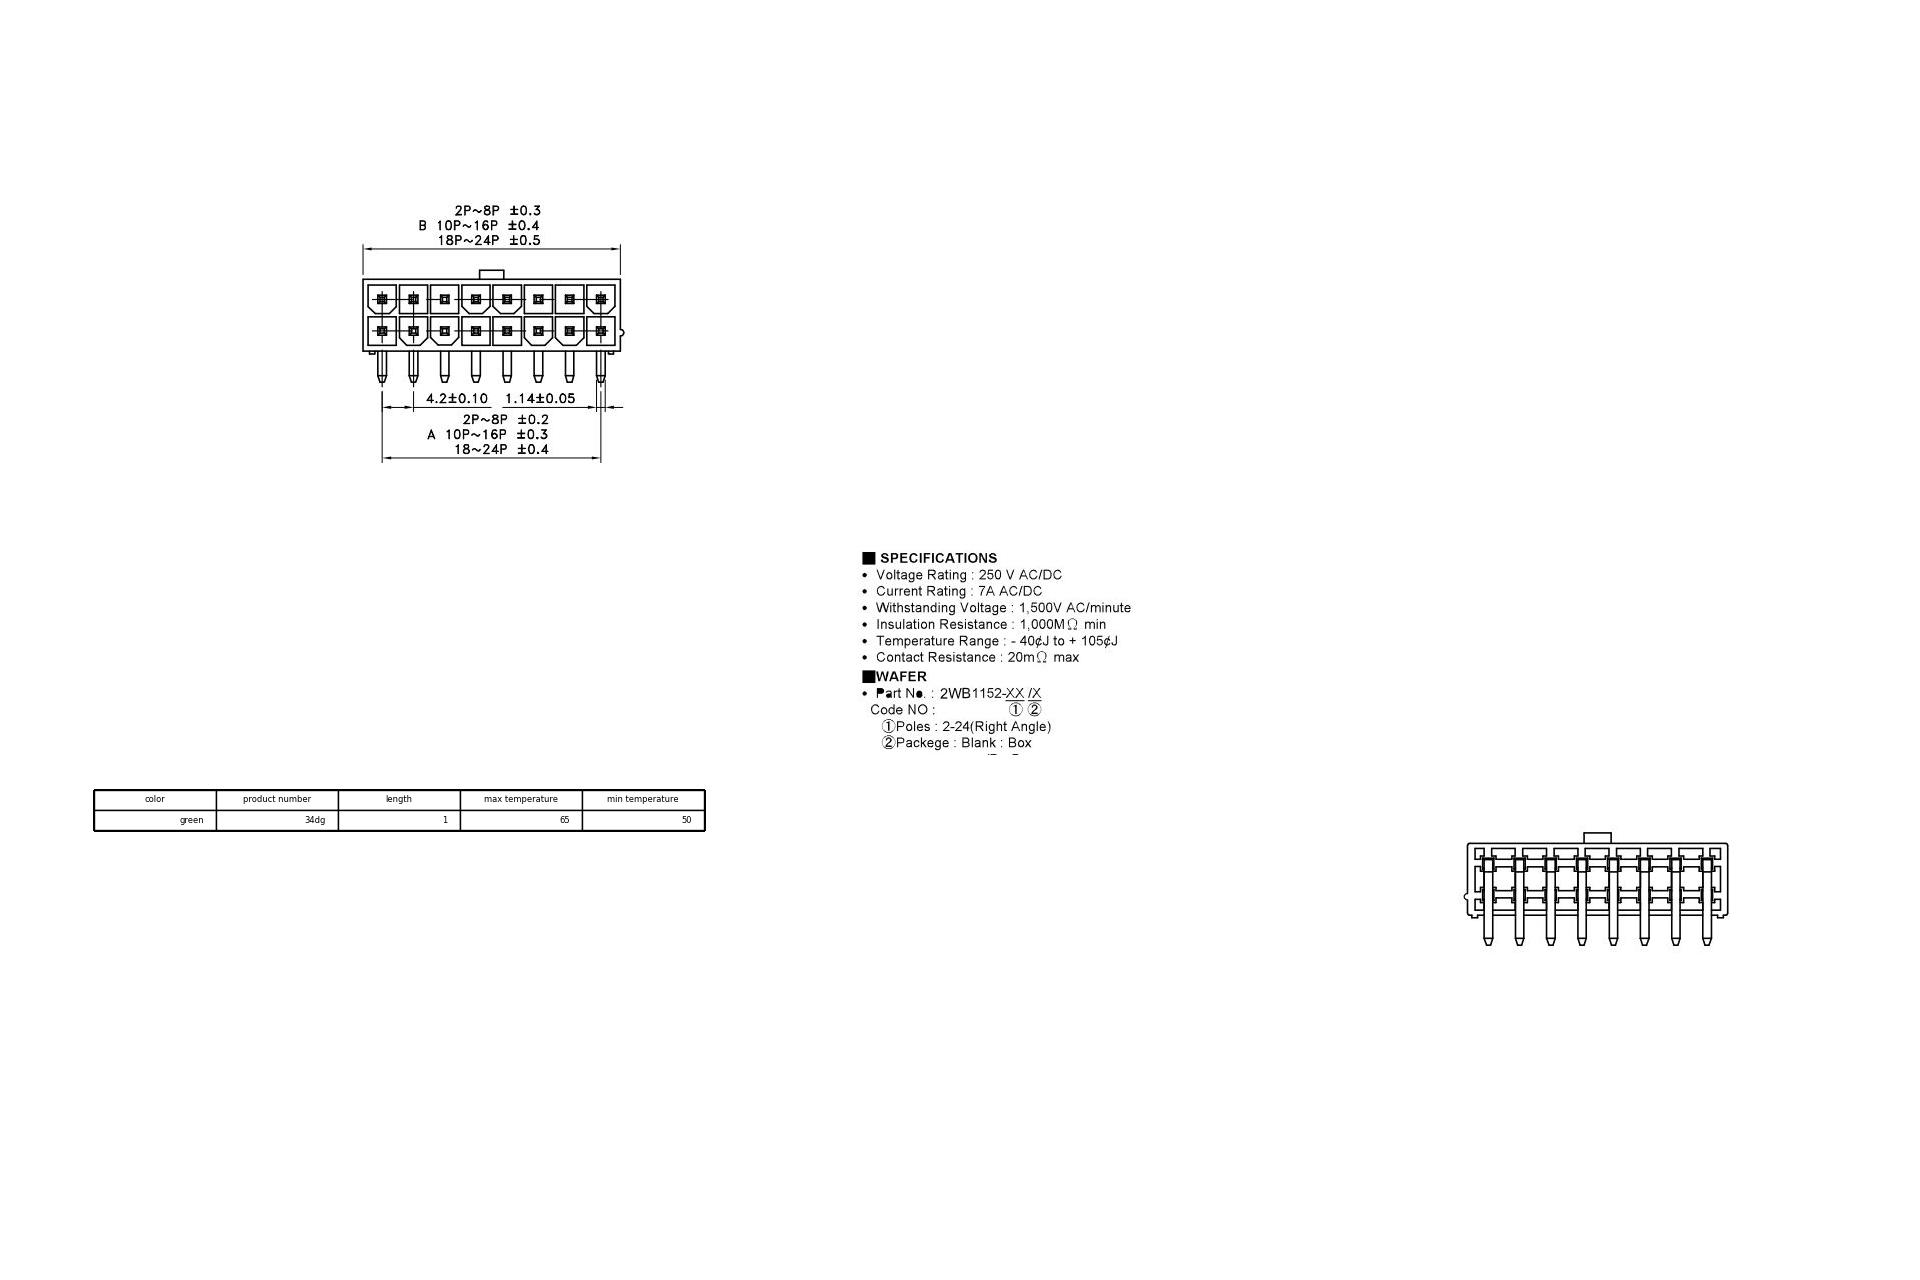 2P~8P ±0.3
B 10P~16P ±0.4
18P~24P ±0.5
4.2±0.10 1.14±0.05
2P~8P ±0.2
A 10P~16P ±0.3
18~24P ±0.4
■ SPECIFICATIONS
• Voltage Rating : 250 V AC/DC
• Current Rating : 7A AC/DC
• Withstanding Voltage : 1,500V AC/minute
• Insulation Resistance : 1,000MΩ min
• Temperature Range : - 40¢J to + 105¢J
• Contact Resistance : 20mΩ max
■WAFER
• Part No. : 2WB1152-XX /X
Code NO : ① ②
①Poles : 2-24(Right Angle)
②Packege : Blank : Box
color product number length max temperature min temperature
green 34dg 1 65 50